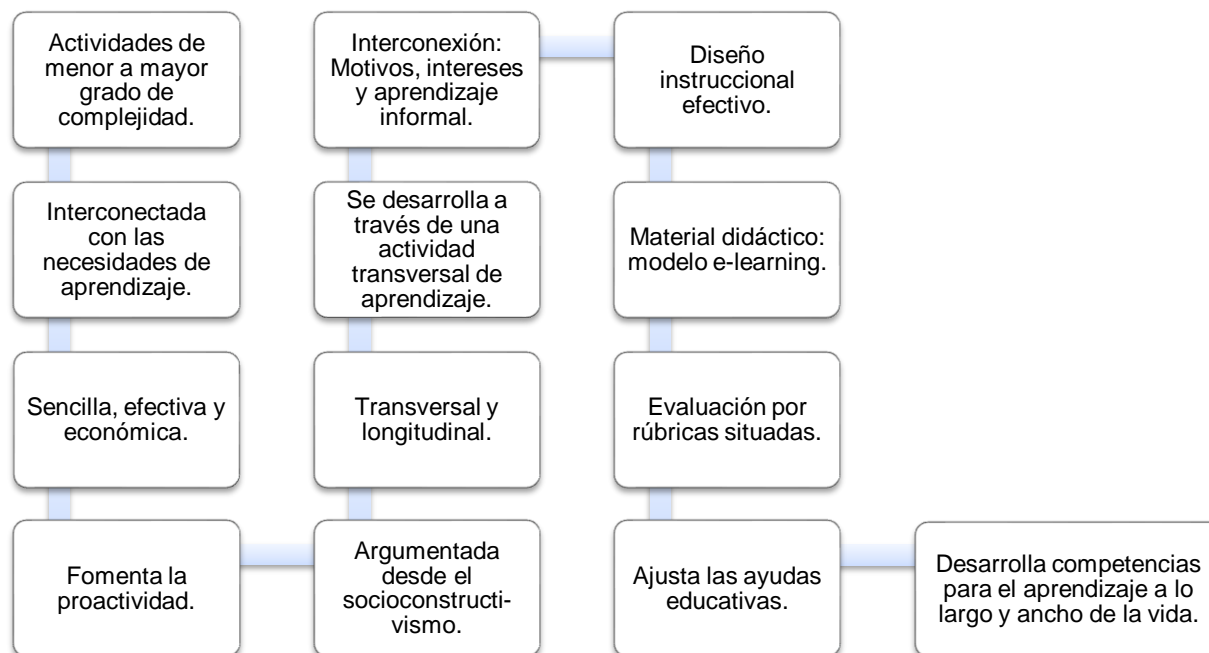 Actividades de
menor a mayor
grado de
complejidad.
Interconectada
con las
necesidades de
aprendizaje.
Sencilla, efectiva y
económica.
Fomenta la
proactividad.
Argumentada
desde el
socioconstructi-
vismo.
Transversal y
longitudinal.
Se desarrolla a
través de una
actividad
transversal de
aprendizaje.
Interconexión:
Motivos, intereses
y aprendizaje
informal.
Diseño
instruccional
efectivo.
Material didáctico:
modelo e-learning.
Evaluación por
rúbricas situadas.
Ajusta las ayudas
educativas.
Desarrolla competencias
para el aprendizaje a lo
largo y ancho de la vida.